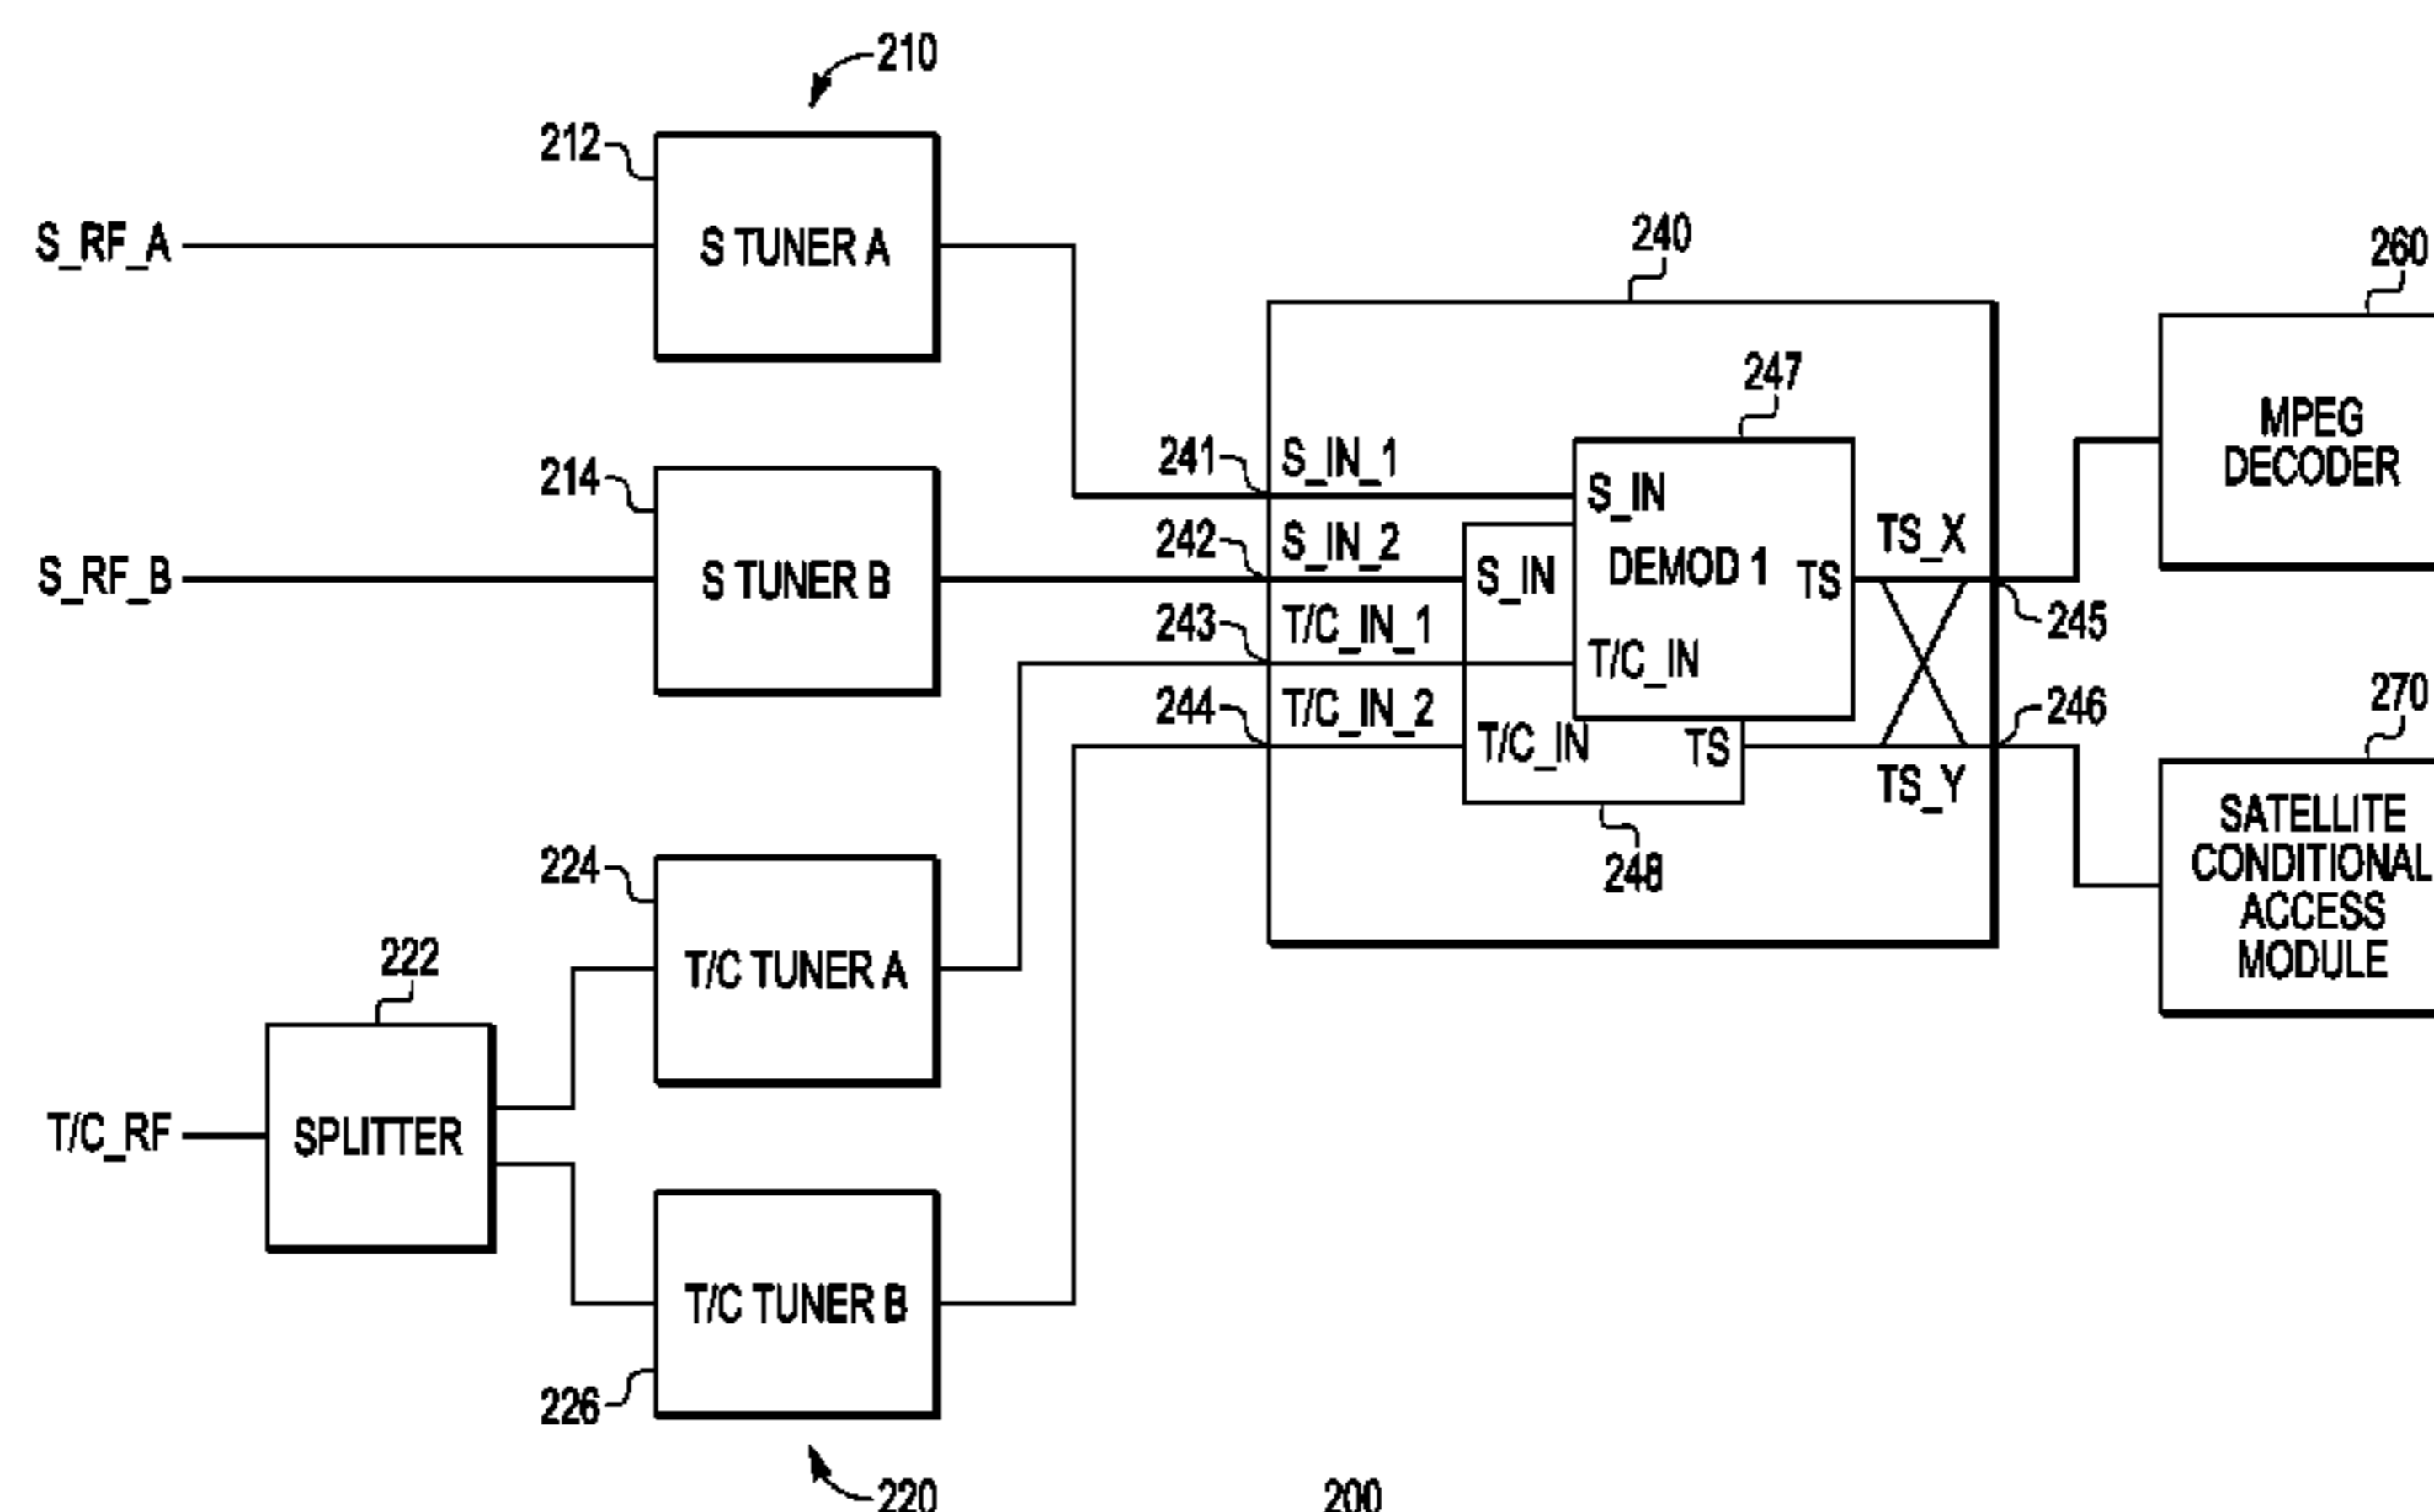 210
212
S_RF_A
S TUNER A
240
260
247
MPEG
DECODER
214
241
S_IN_1
S_IN
242
S_IN_2
S_IN
DEMOD 1
TS
TS_X
S_RF_B
S TUNER B
243
T/C_IN_1
T/C_IN
245
244
T/C_IN_2
T/C_IN
TS
246
270
TS_Y
SATELLITE
CONDITIONAL
ACCESS
MODULE
248
224
222
T/C TUNER A
T/C_RF
SPLITTER
T/C TUNER B
226
220
200